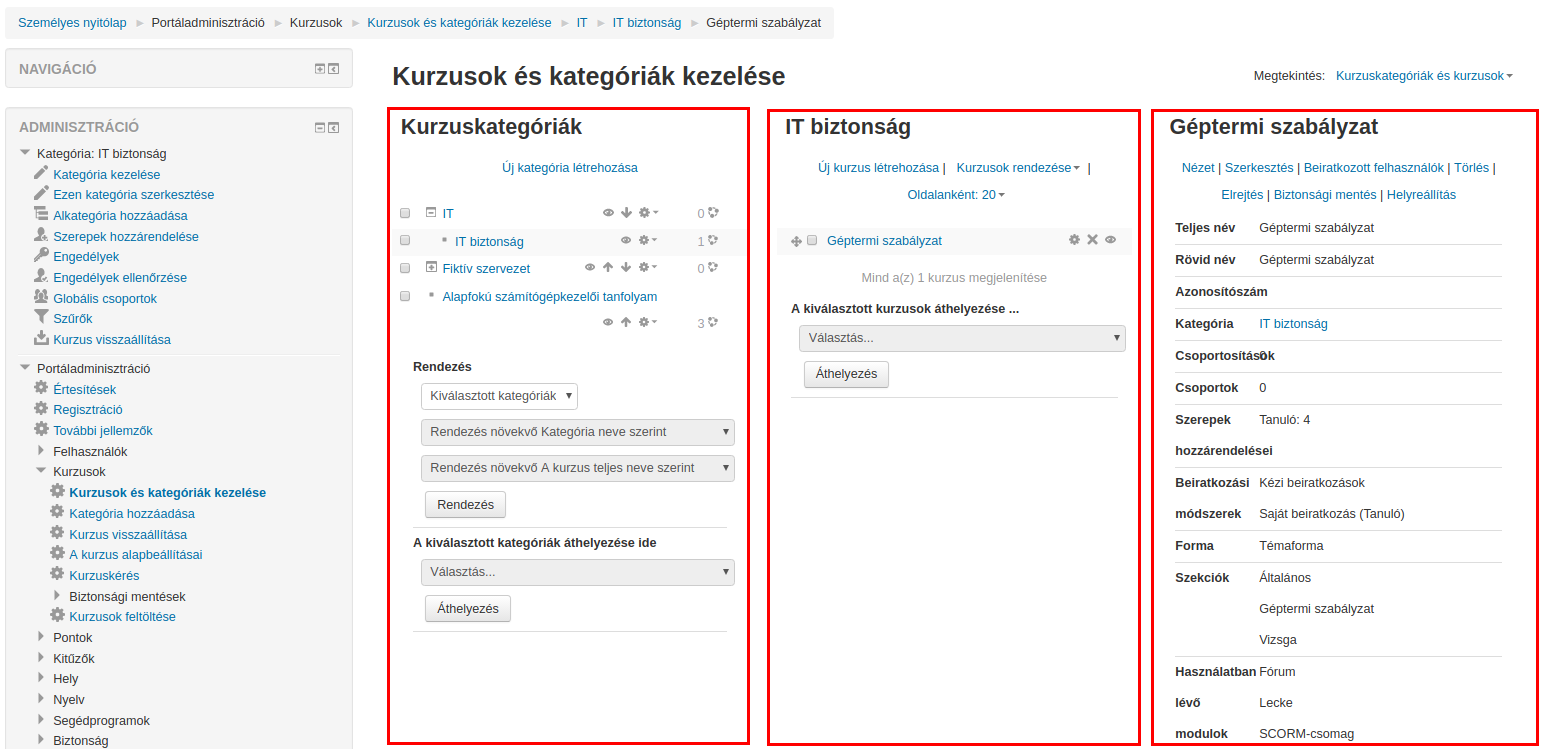 Személyes nyitólap ► Portáladminisztráció ► Kurzusok ► Kurzusok és kategóriák kezelése ► IT ► IT biztonság ► Géptermi szabályzat
NAVIGÁCIÓ
ADMINISZTRÁCIÓ
Kategória: IT biztonság
Kategória kezelése
Ezen kategória szerkesztése
Alkategória hozzáadása
Szerepek hozzárendelése
Engedélyek
Engedélyek ellenőrzése
Globális csoportok
Szűrők
Kurzus visszaállítása
Portáladminisztráció
Értesítések
Regisztráció
További jellemzők
Felhasználók
Kurzusok
Kurzusok és kategóriák kezelése
Kategória hozzáadása
Kurzus visszaállítása
A kurzus alapbeállításai
Kurzuskérés
Biztonsági mentések
Kurzusok feltöltése
Pontok
Kitűzők
Hely
Nyelv
Segédprogramok
Biztonság
Kurzusok és kategóriák kezelése
Megtekintés: Kurzuskategóriák és kurzusok
Kurzuskategóriák
Új kategória létrehozása
IT 0
IT biztonság 1
Fiktív szervezet 0
Alapfokú számítógépkezelői tanfolyam
3
Rendezés
Kiválasztott kategóriák
Rendezés növekvő Kategória neve szerint
Rendezés növekvő A kurzus teljes neve szerint
Rendezés
A kiválasztott kategóriák áthelyezése ide
Választás...
Áthelyezés
IT biztonság
Új kurzus létrehozása | Kurzusok rendezése |
Oldalanként: 20
Géptermi szabályzat
Mind a(z) 1 kurzus megjelenítése
A kiválasztott kurzusok áthelyezése ...
Választás...
Áthelyezés
Géptermi szabályzat
Nézet | Szerkesztés | Beiratkozott felhasználók | Törlés |
Elrejtés | Biztonsági mentés | Helyreállítás
Teljes név Géptermi szabályzat
Rövid név Géptermi szabályzat
Azonosítószám
Kategória IT biztonság
Csoportosítások 0
Csoportok 0
Szerepek Tanuló: 4
hozzárendelései
Beiratkozási Kézi beiratkozások
módszerek Saját beiratkozás (Tanuló)
Forma Témaforma
Szekciók Általános
Géptermi szabályzat
Vizsga
Használatban Fórum
lévő Lecke
modulok SCORM-csomag